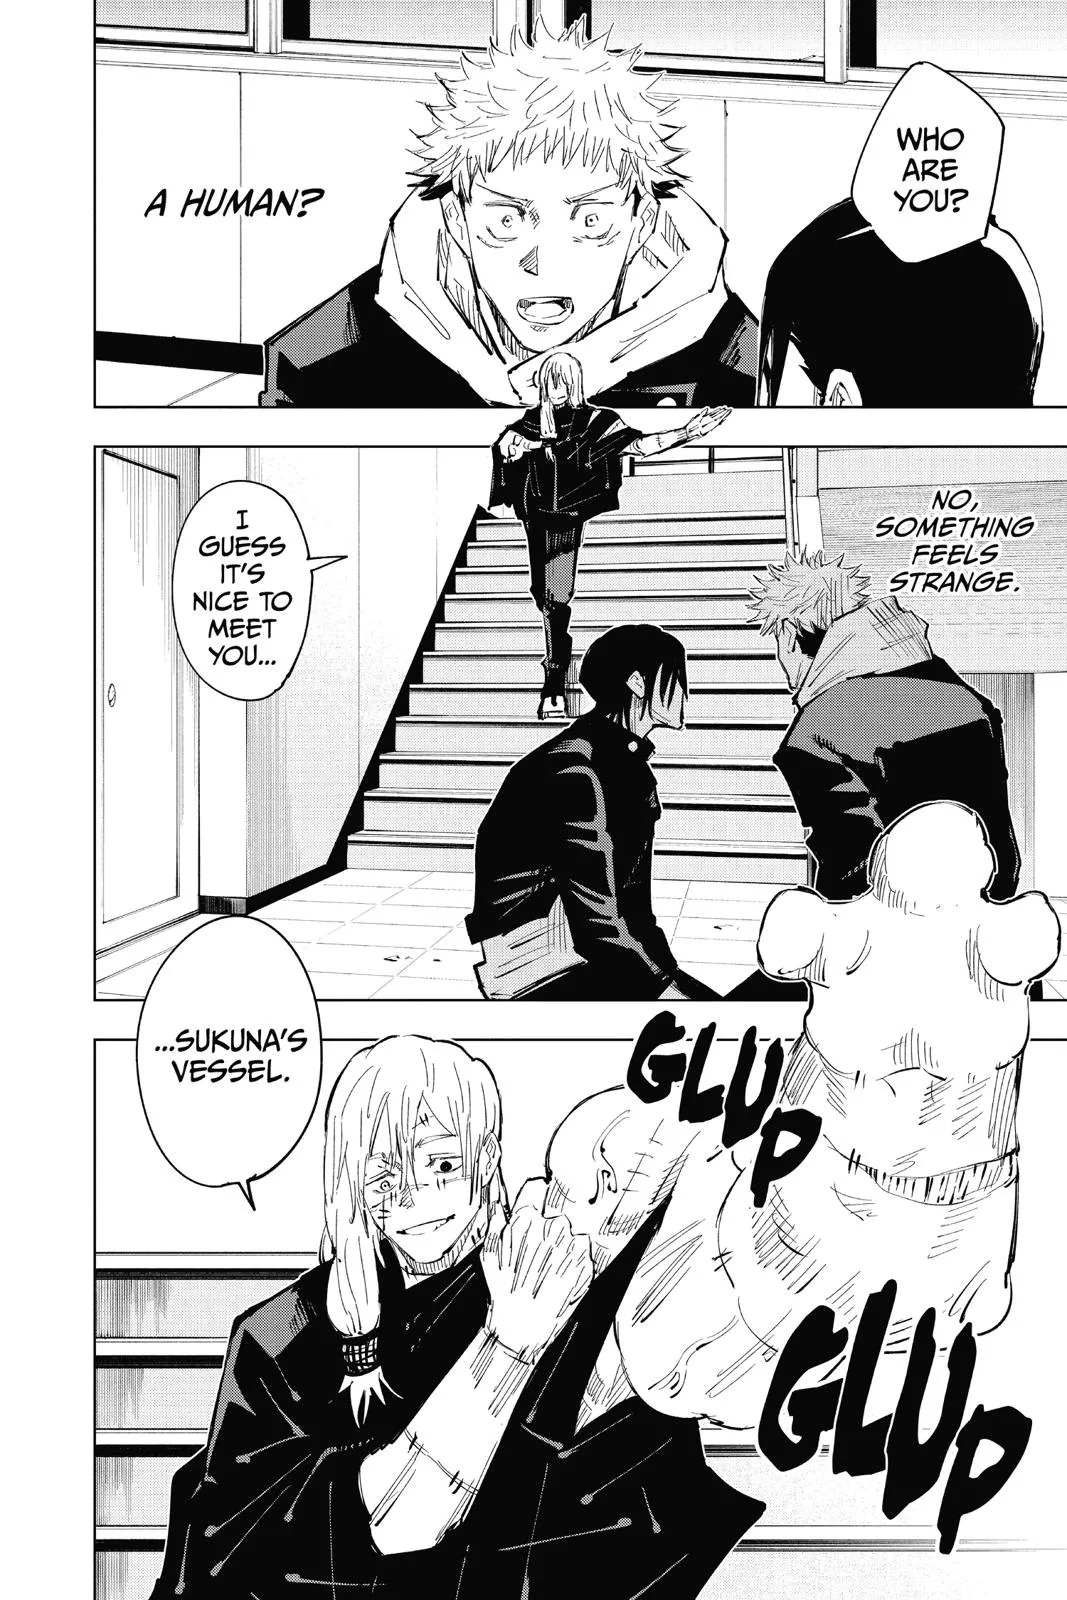 WHO
ARE
YOU?
A HUMAN?
NO,
SOMETHING
FEELS
STRANGE.
I
GUESS
IT'S
NICE TO
MEET
YOU...
...SUKUNA'S
VESSEL.
GLUP
GLUP